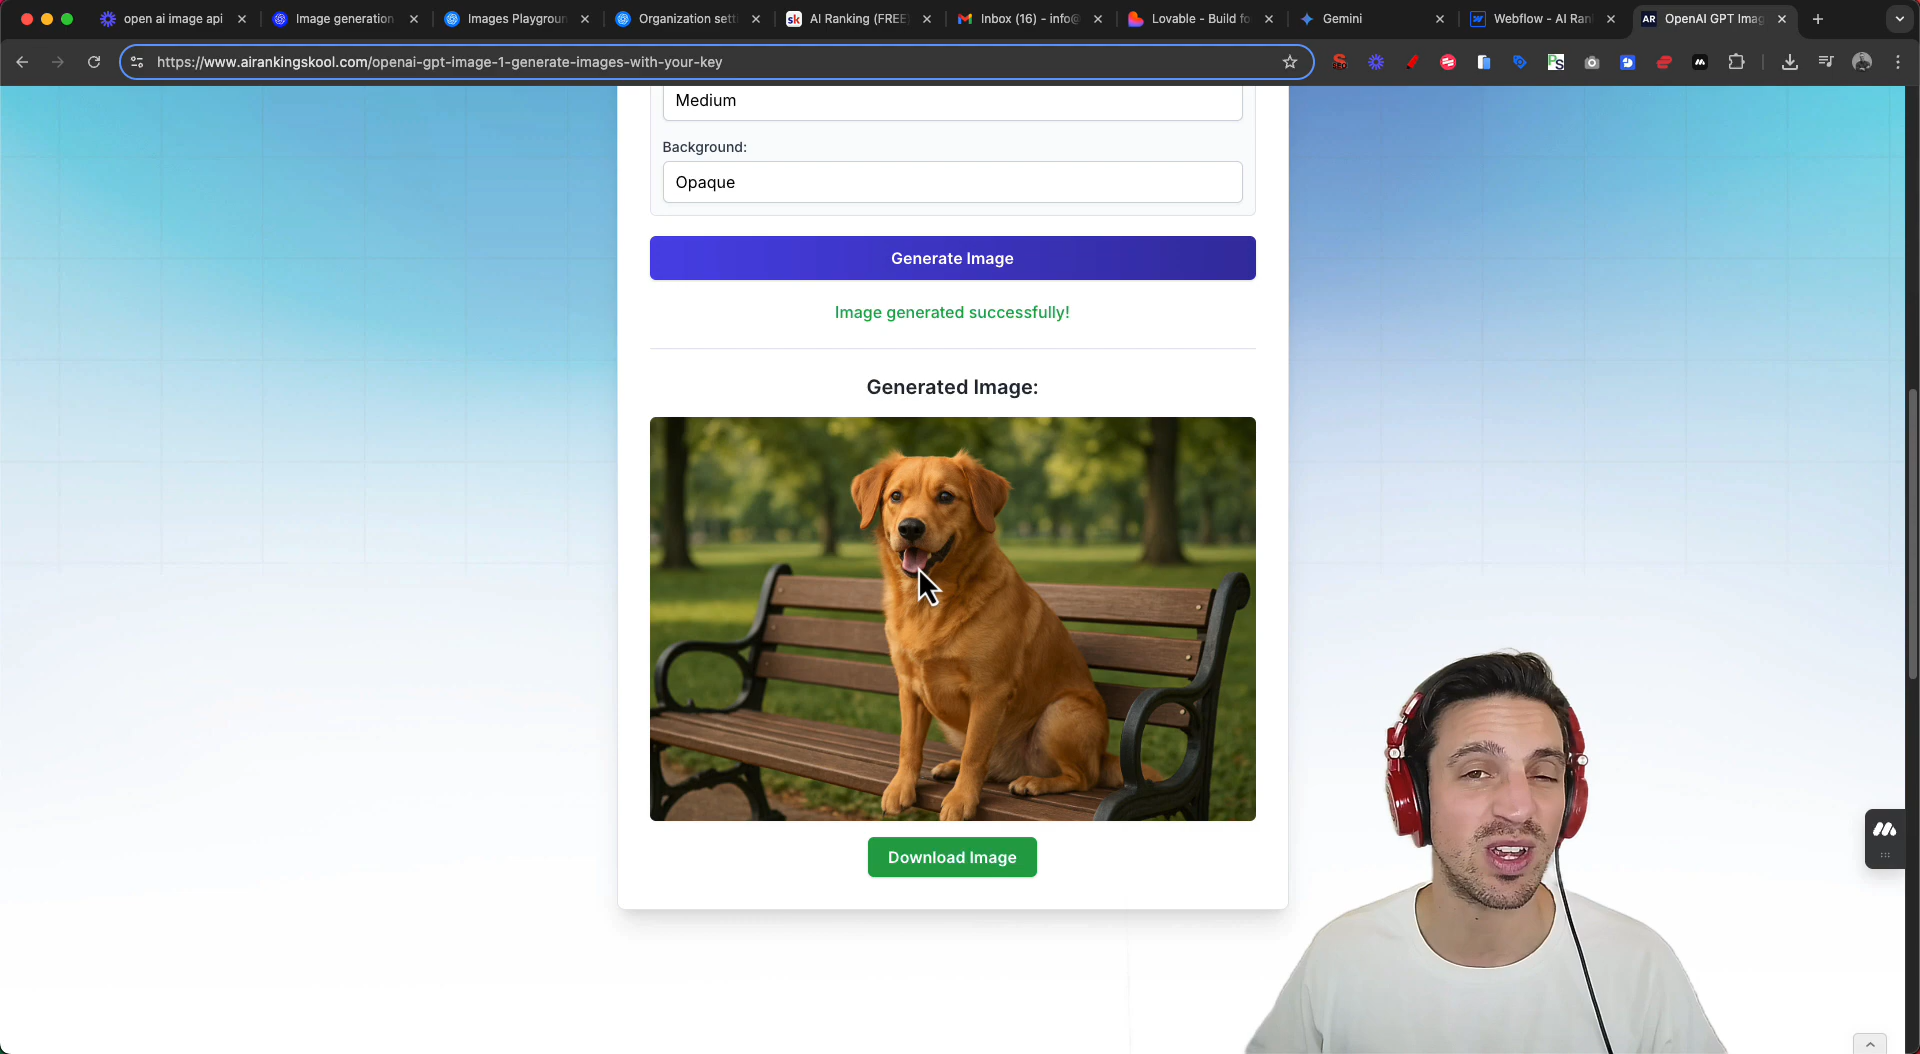 open ai image api
Image generation
Images Playgroun
Organization sett
sk
AI Ranking (FREE
Inbox (16) - info@
Lovable - Build fo
Gemini
Webflow - AI Ran
AR
OpenAI GPT Imag
https://www.airankingskool.com/openai-gpt-image-1-generate-images-with-your-key
Medium
Background:
Opaque
Generate Image
Image generated successfully!
Generated Image:
Download Image